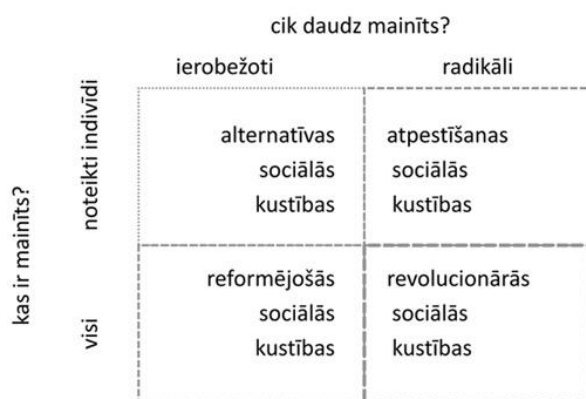 cik daudz mainīts?
ierobežoti
radikāli
kas ir mainīts?
noteikti indivīdi
alternatīvas
sociālās
kustības
atpestīšanas
sociālās
kustības
visi
reformējošās
sociālās
kustības
revolucionārās
sociālās
kustības